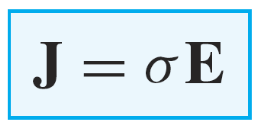 𝐉 = σ𝐄